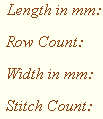 Length in mm:
Row Count:
Width in mm:
Stitch Count: